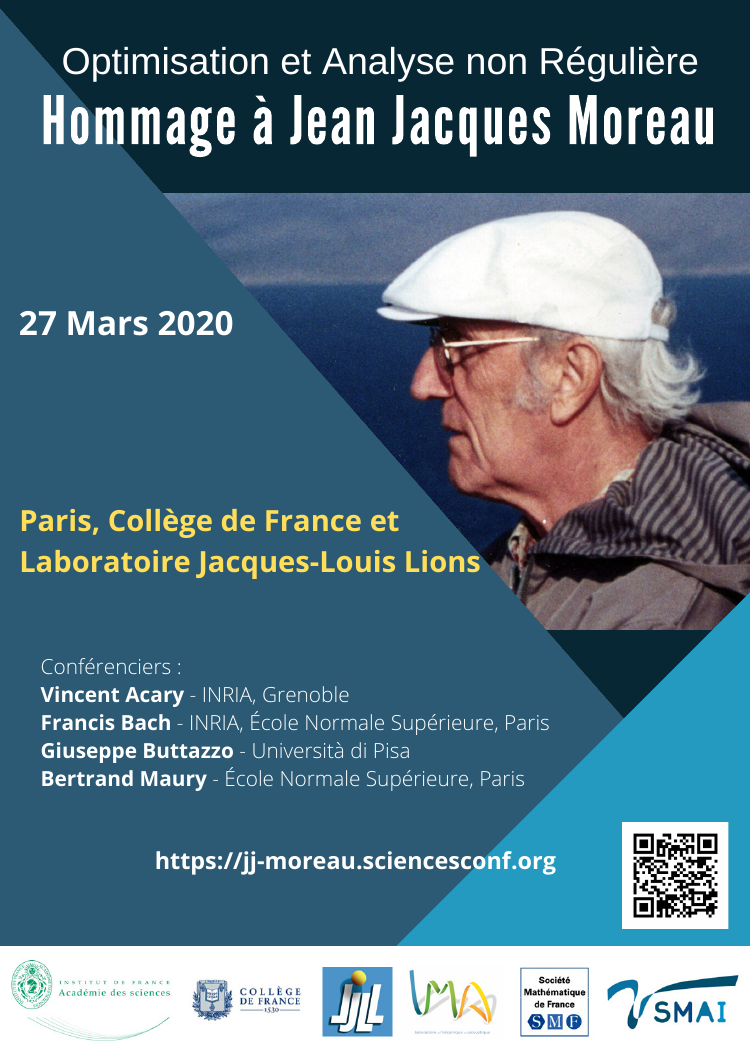 Optimisation et Analyse non Régulière
Hommage à Jean Jacques Moreau
27 Mars 2020
Paris, Collège de France et
Laboratoire Jacques-Louis Lions
Conférenciers :
Vincent Acary - INRIA, Grenoble
Francis Bach - INRIA, École Normale Supérieure, Paris
Giuseppe Buttazzo - Università di Pisa
Bertrand Maury - École Normale Supérieure, Paris
https://jj-moreau.sciencesconf.org
INSTITUT DE FRANCE
Académie des sciences
COLLÈGE
DE FRANCE
1530
JJL
LMA
Société
Mathématique
de France
SMF
SMAI